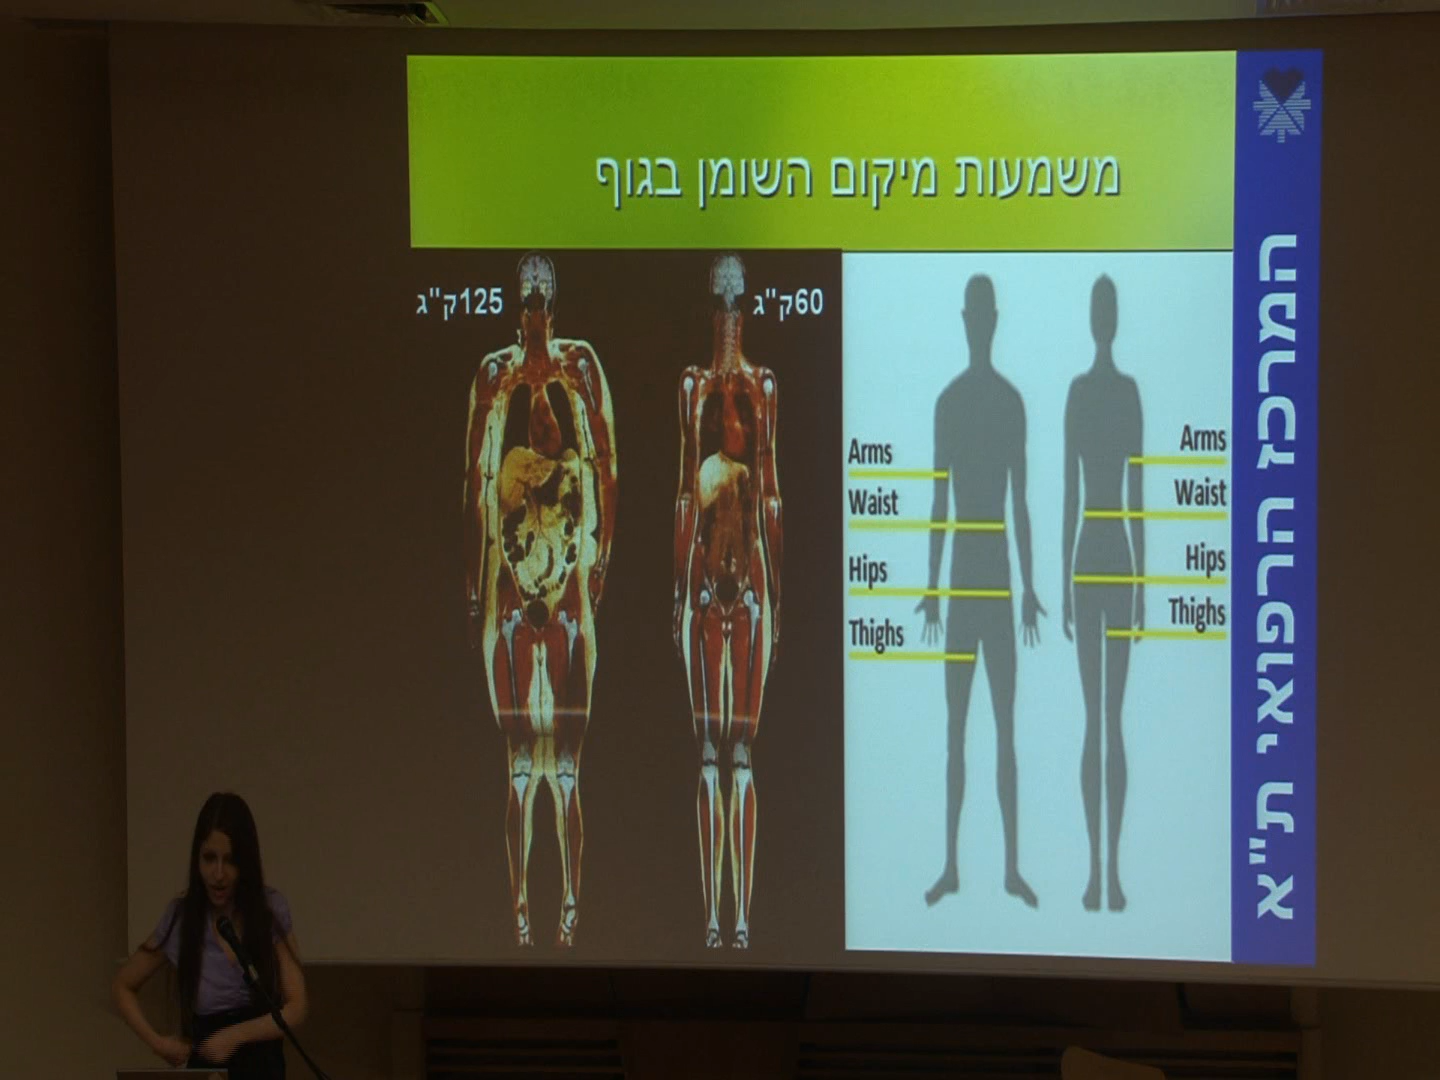 משמעות מיקום השומן בגוף
125ק"ג
60ק"ג
Arms
Waist
Hips
Thighs
Arms
Waist
Hips
Thighs
המרכז הרפואי ת"א